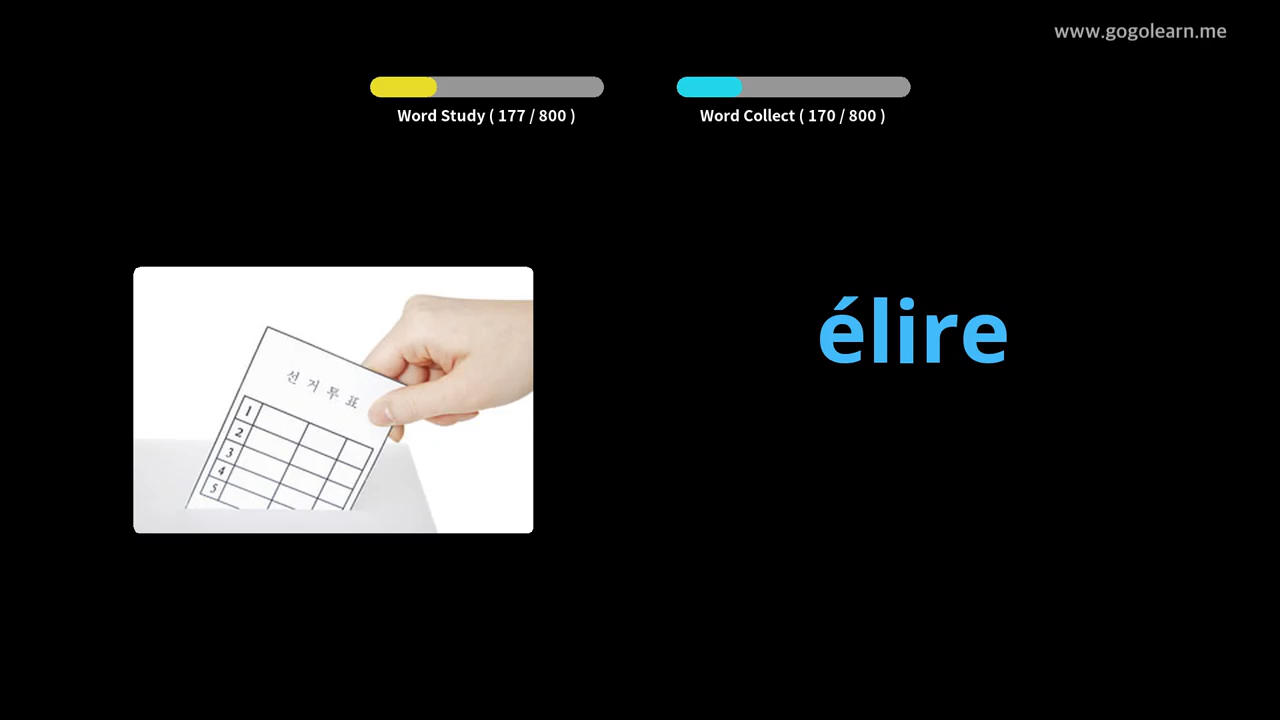 www.gogolearn.me
Word Study ( 177 / 800 )
Word Collect ( 170 / 800 )
élire
선거투표
1
2
3
4
5